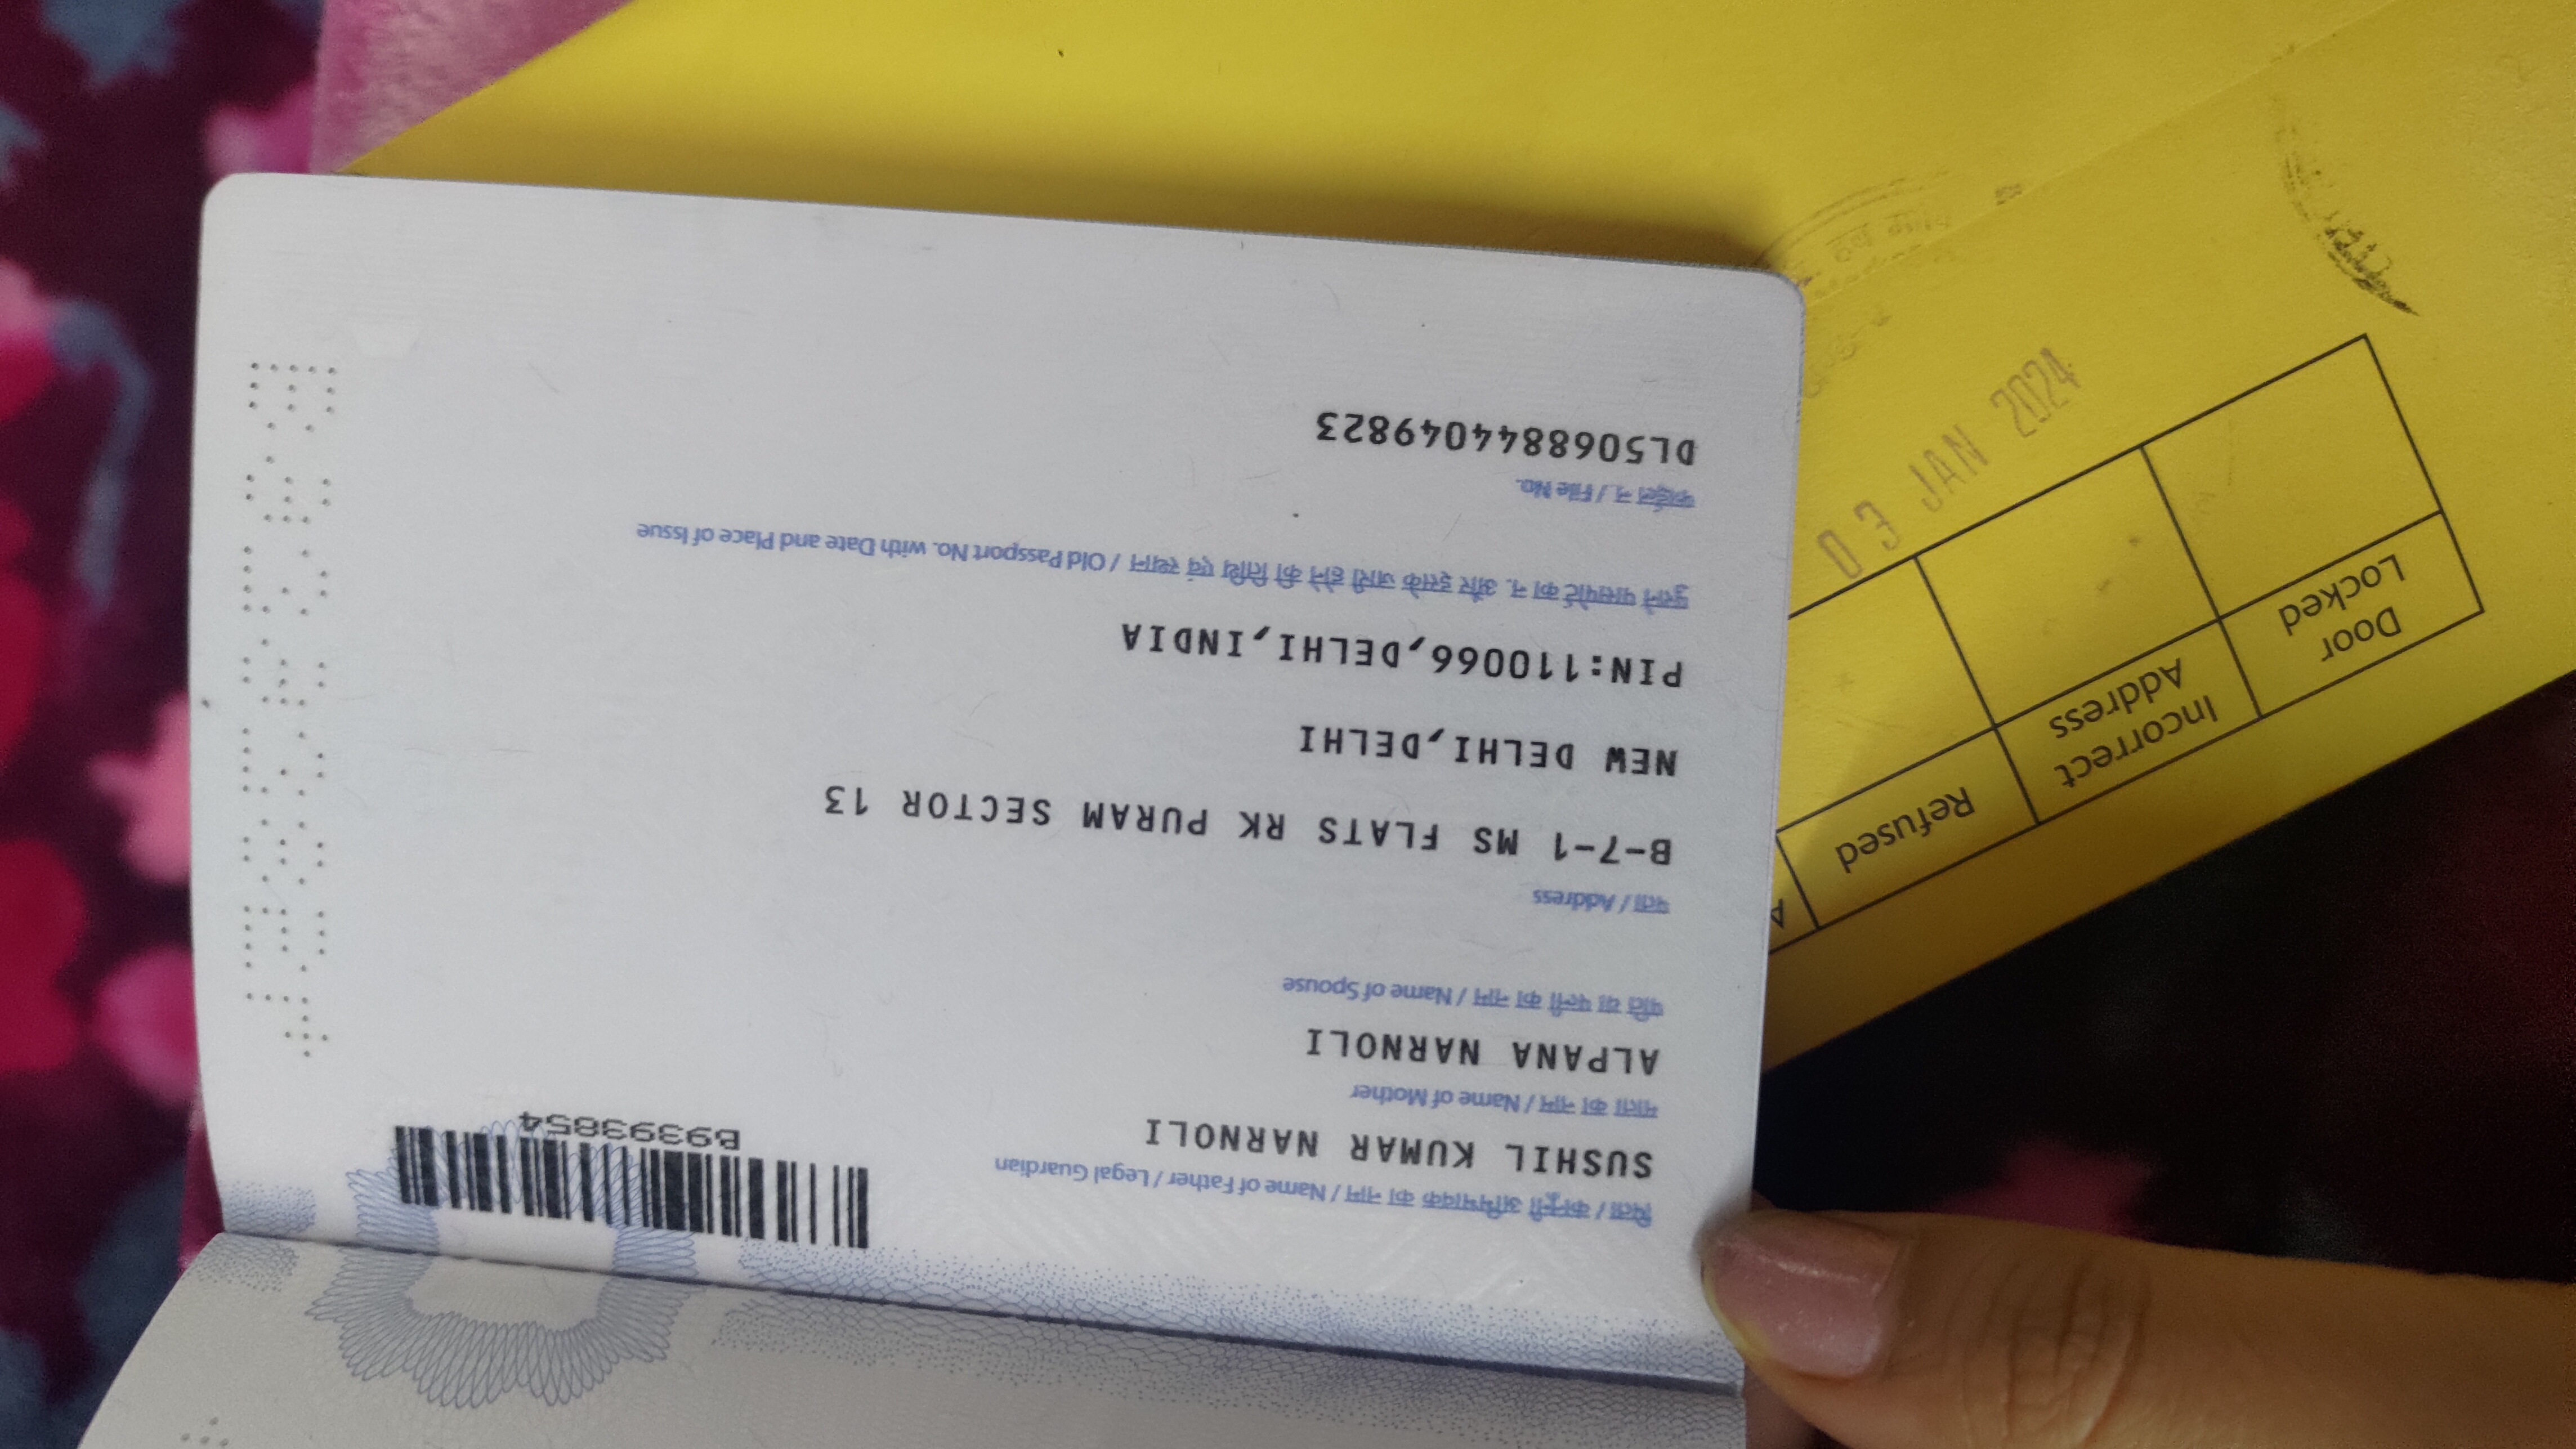 B9393854
पिता / कानूनी अभिभावक का नाम / Name of Father / Legal Guardian
SUSHIL KUMAR NARNOLI
माता का नाम / Name of Mother
ALPANA NARNOLI
पति या पत्नी का नाम / Name of Spouse
पता / Address
B-7-1 MS FLATS RK PURAM SECTOR 13
NEW DELHI,DELHI
PIN:110066,DELHI,INDIA
पुराने पासपोर्ट का न. और इसके जारी होने की तिथि एवं स्थान / Old Passport No. with Date and Place of Issue
फाईल न. / File No.
DL5068844049823
Door Locked
Incorrect Address
Refused
03 JAN 2024